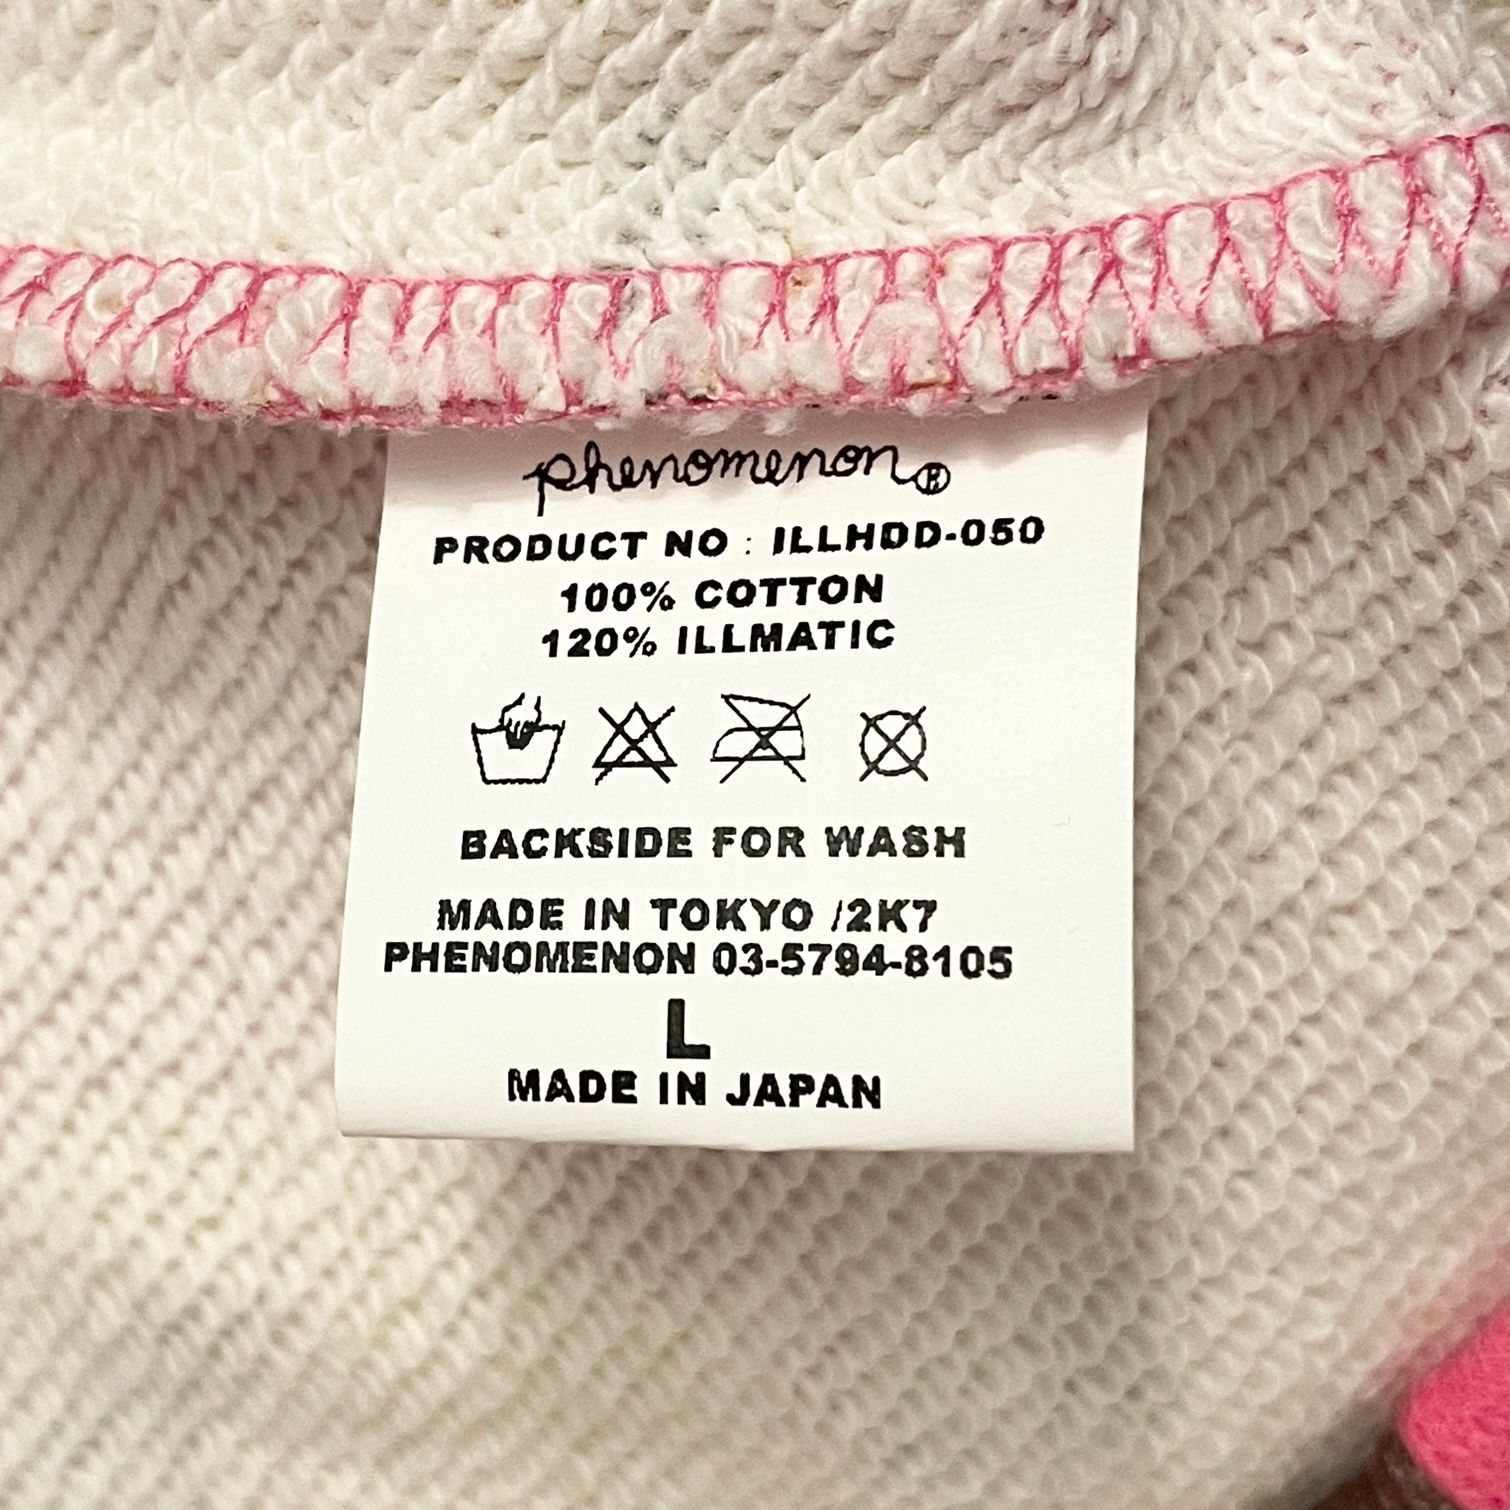 phenomenon®
PRODUCT NO : ILLHDD-050
100% COTTON
120% ILLMATIC
BACKSIDE FOR WASH
MADE IN TOKYO /2K7
PHENOMENON 03-5794-8105
L
MADE IN JAPAN